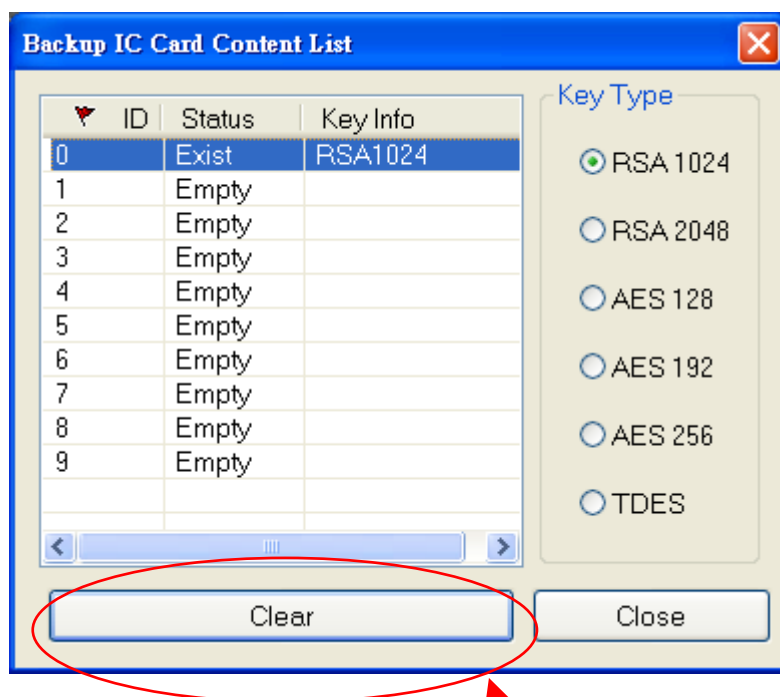 Backup IC Card Content List
ID Status Key Info
0 Exist RSA1024
1 Empty
2 Empty
3 Empty
4 Empty
5 Empty
6 Empty
7 Empty
8 Empty
9 Empty
Key Type
RSA 1024
RSA 2048
AES 128
AES 192
AES 256
TDES
Clear
Close